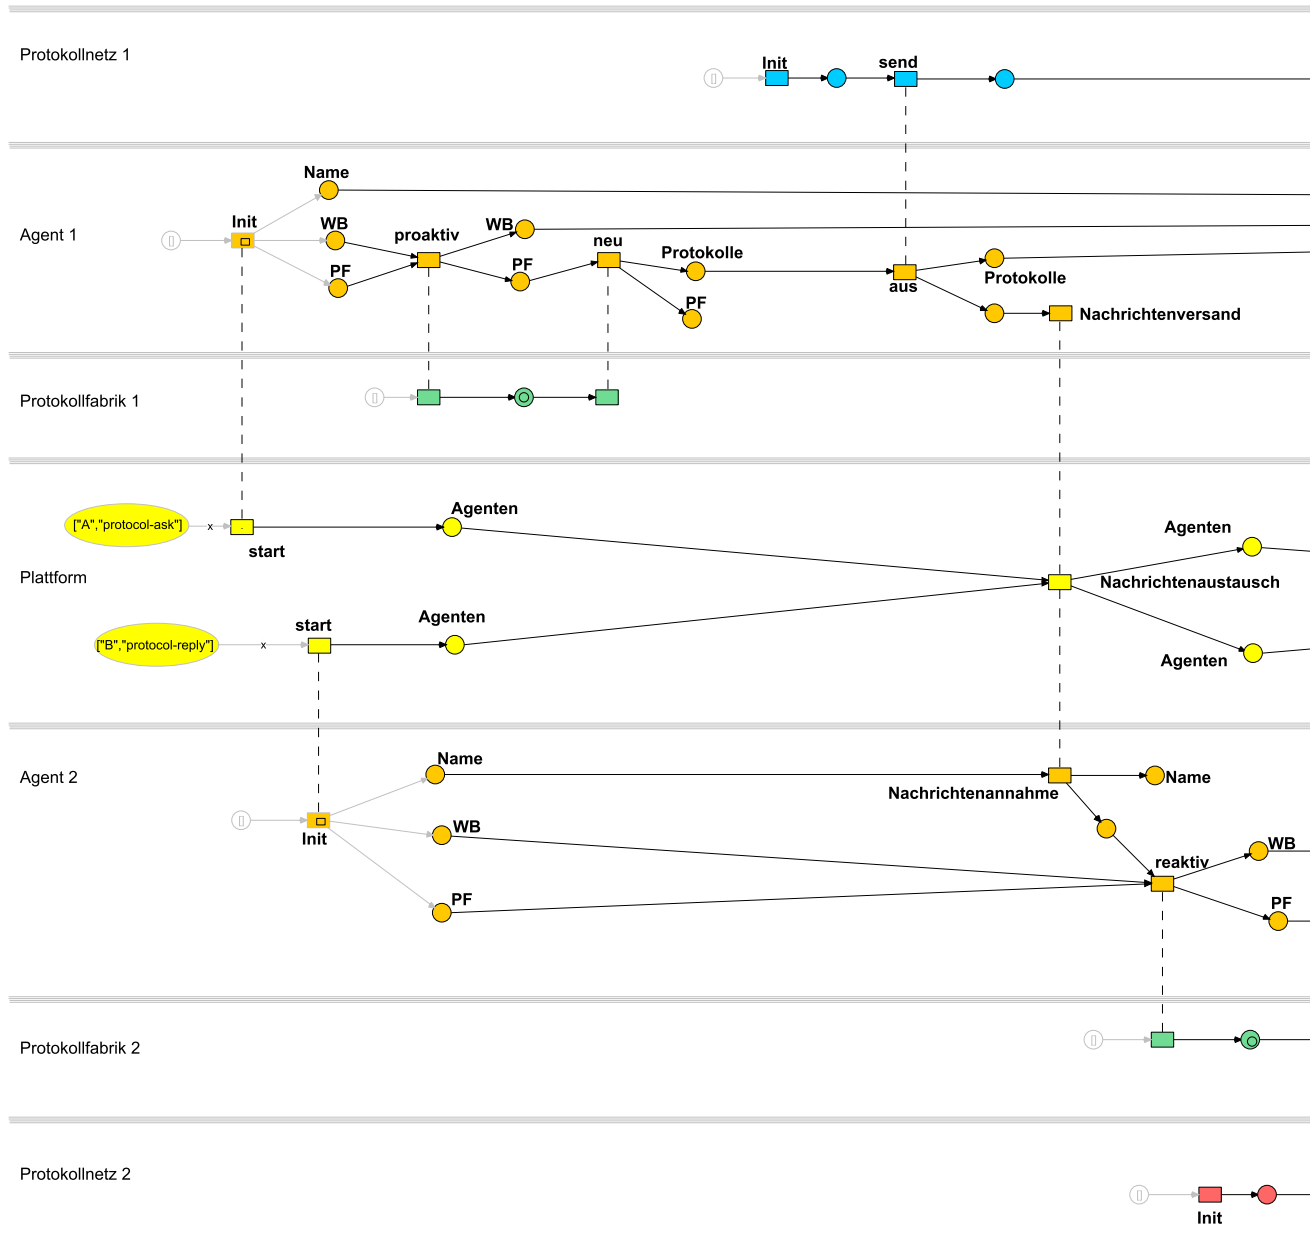 Protokollnetz 1
Init
send
[]
Agent 1
Name
Init
WB
proaktiv
WB
neu
Protokolle
[]
PF
PF
PF
aus
Protokolle
Nachrichtenversand
Protokollfabrik 1
[]
["A","protocol-ask"]
x
start
Agenten
Agenten
Plattform
Nachrichtenaustausch
["B","protocol-reply"]
x
start
Agenten
Agenten
Agent 2
Name
Nachrichtenannahme
Name
[]
Init
WB
reaktiv
WB
PF
PF
Protokollfabrik 2
[]
Protokollnetz 2
[]
Init